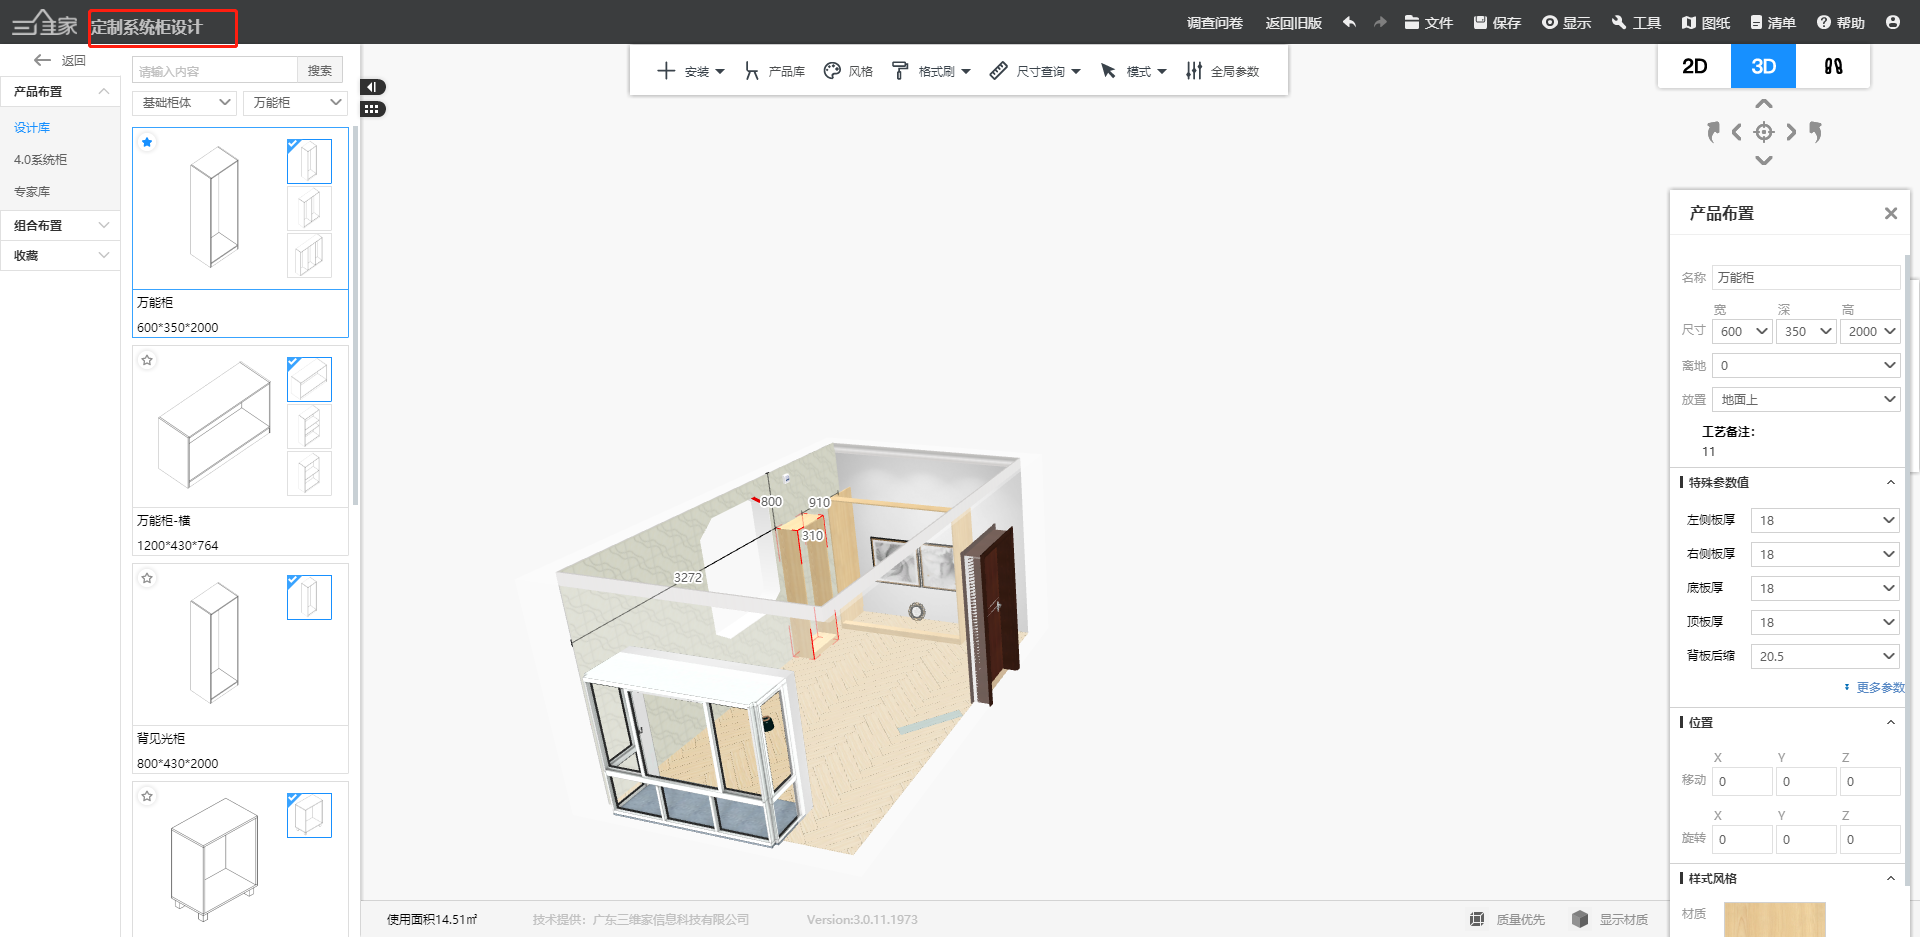 三维家 定制系统柜设计
调查问卷 返回旧版 文件 保存 显示 工具 图纸 清单 帮助
返回
产品布置
设计库
4.0系统柜
专家库
组合布置
收藏
请输入内容 搜索
基础柜体 万能柜
万能柜
600*350*2000
万能柜-横
1200*430*764
背见光柜
800*430*2000
安装 产品库 风格 格式刷 尺寸查询 模式 全局参数
2D 3D
800
910
310
3272
产品布置
名称 万能柜
宽 深 高
尺寸 600 350 2000
离地 0
放置 地面上
工艺备注:
11
特殊参数值
左侧板厚 18
右侧板厚 18
底板厚 18
顶板厚 18
背板后缩 20.5
更多参数
位置
X Y Z
移动 0 0 0
X Y Z
旋转 0 0 0
样式风格
材质
使用面积14.51㎡ 技术提供：广东三维家信息科技有限公司 Version:3.0.11.1973 质量优先 显示材质